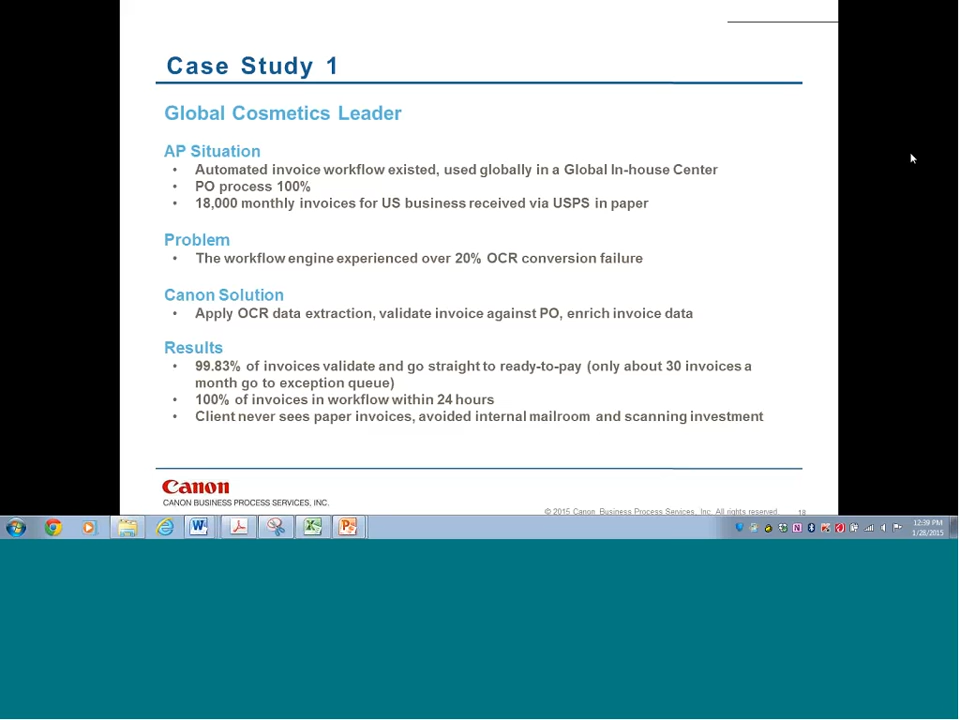 Case Study 1
Global Cosmetics Leader
AP Situation
• Automated invoice workflow existed, used globally in a Global In-house Center
• PO process 100%
• 18,000 monthly invoices for US business received via USPS in paper
Problem
• The workflow engine experienced over 20% OCR conversion failure
Canon Solution
• Apply OCR data extraction, validate invoice against PO, enrich invoice data
Results
• 99.83% of invoices validate and go straight to ready-to-pay (only about 30 invoices a
month go to exception queue)
• 100% of invoices in workflow within 24 hours
• Client never sees paper invoices, avoided internal mailroom and scanning investment
Canon
CANON BUSINESS PROCESS SERVICES, INC.
© 2015 Canon Business Process Services, Inc. All rights reserved. 18
12:39 PM
1/28/2015